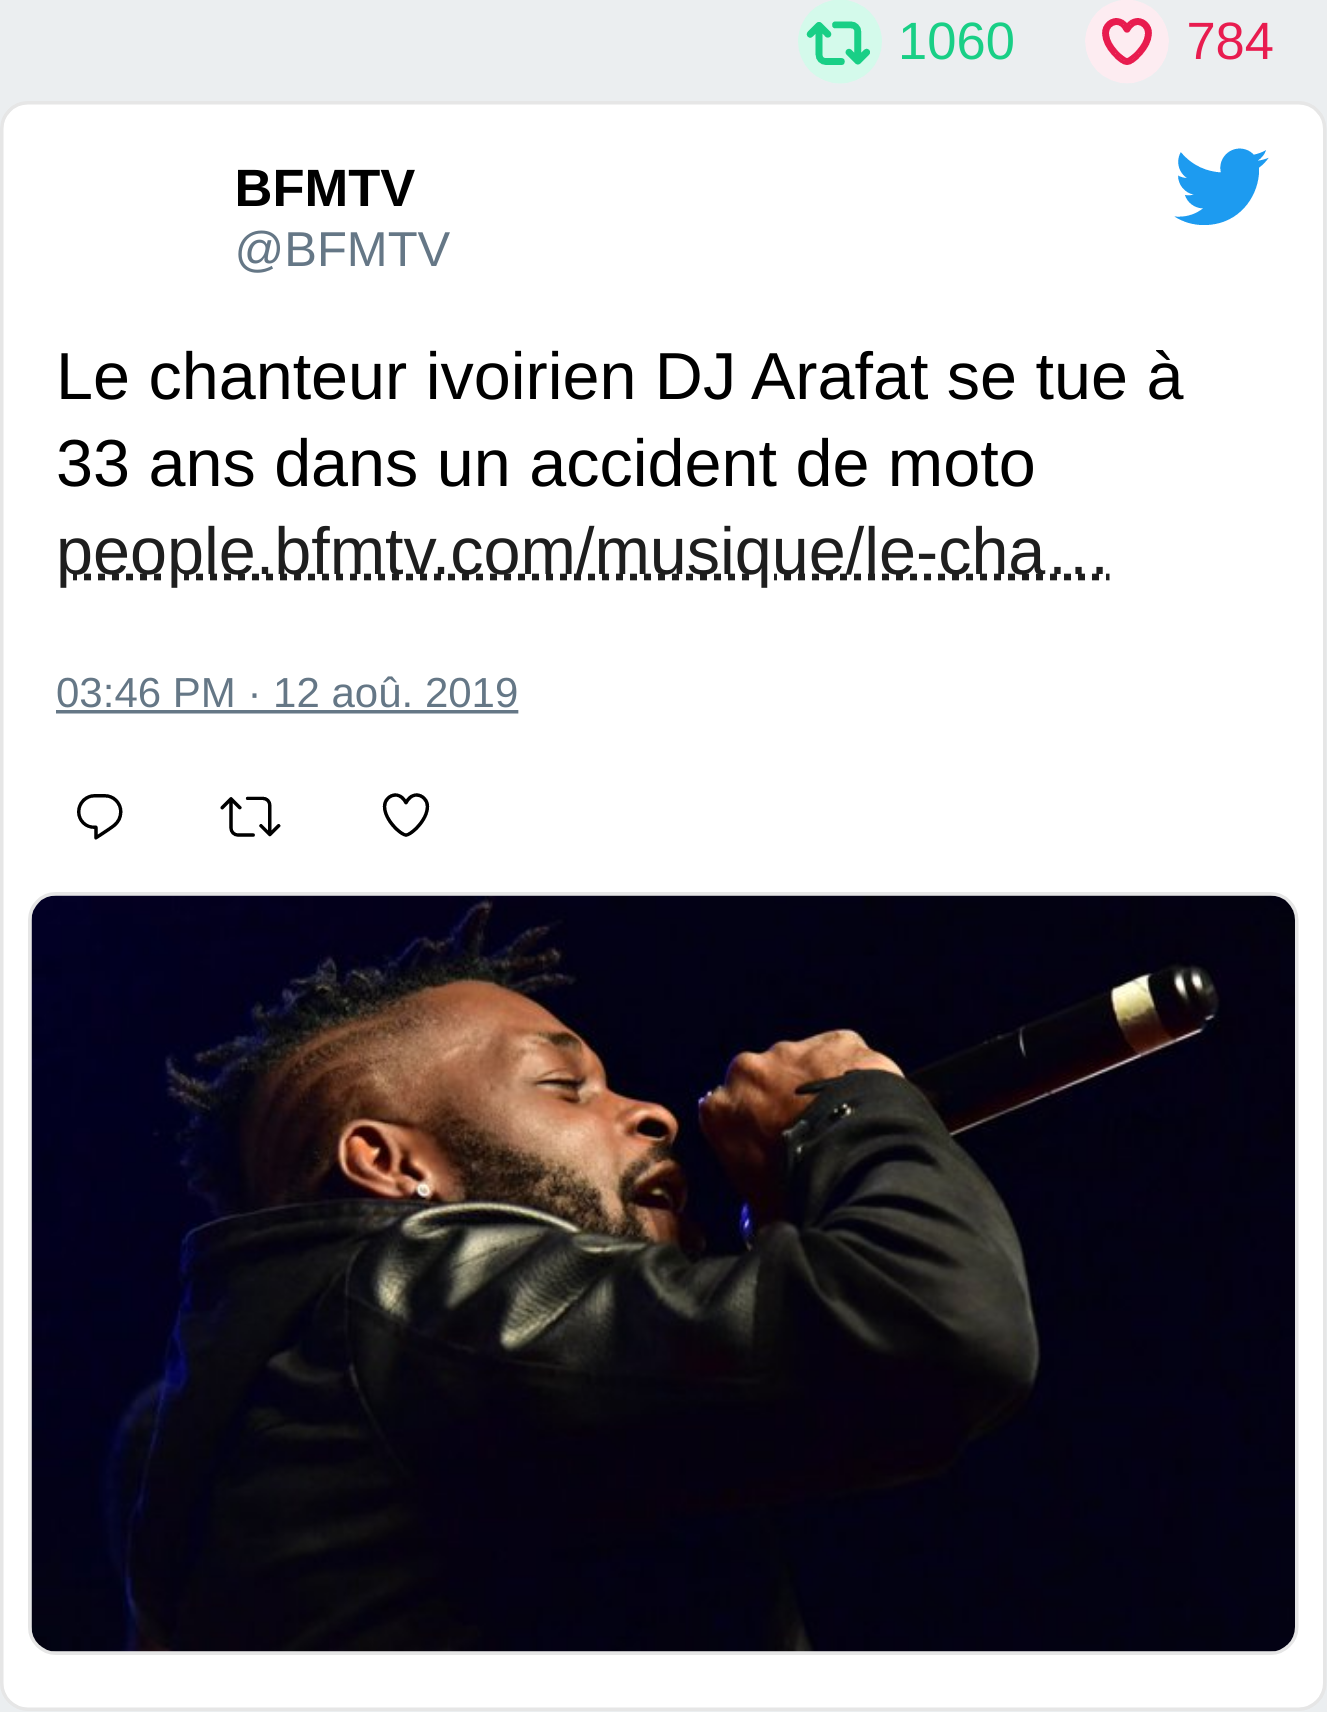 1060 784
BFMTV
@BFMTV
Le chanteur ivoirien DJ Arafat se tue à
33 ans dans un accident de moto
people.bfmtv.com/musique/le-cha…
03:46 PM · 12 aoû. 2019